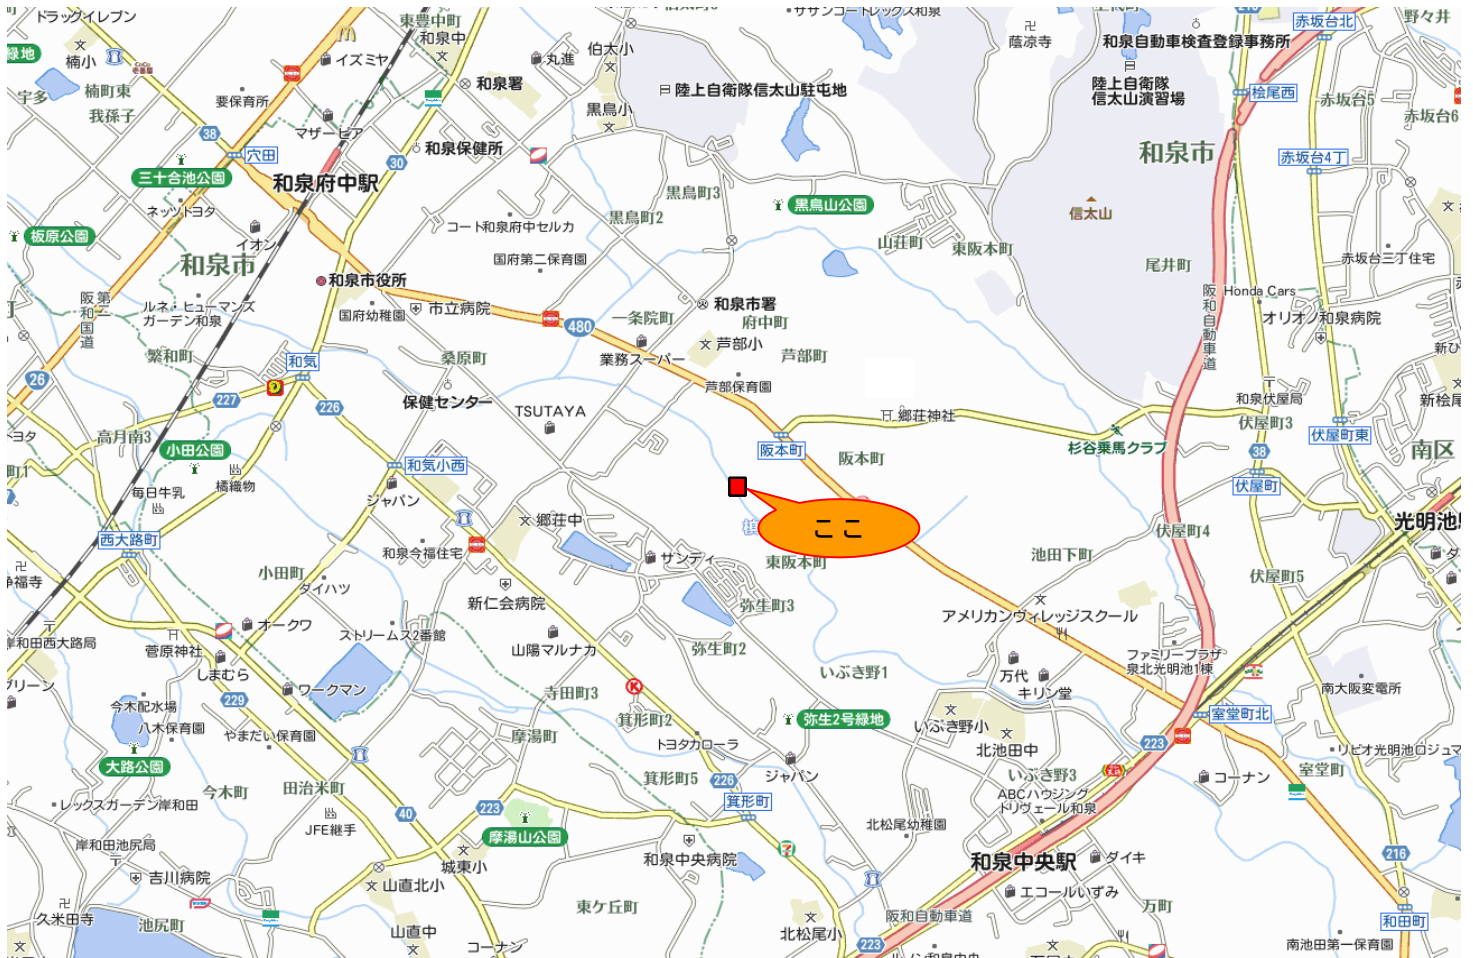 ドラッグイレブン
東豊中町
和泉中
伯太小
丸進
ササンコートレックス和泉
蔭凉寺
和泉自動車検査登録事務所
赤坂台北
野々井
緑地
楠小
イズミヤ
和泉署
陸上自衛隊信太山駐屯地
陸上自衛隊
信太山演習場
桧尾西
赤坂台5
赤坂台6
宇多
楠町東
我孫子
要保育所
マザーピア
黒鳥小
38
穴田
30
和泉保健所
和泉市
赤坂台4丁
三十合池公園
和泉府中駅
黒鳥町3
黒鳥山公園
信太山
ネッツトヨタ
イオン
コート和泉府中セルカ
黒鳥町2
山荘町
東阪本町
板原公園
和泉市
国府第二保育園
尾井町
赤坂台三丁住宅
和泉市役所
阪和自動車道
Honda Cars
第二阪和国道
ルネ・ヒューマンズ
ガーデン和泉
国府幼稚園
市立病院
480
一条院町
和泉市署
府中町
オリオノ和泉病院
繁和町
和気
桑原町
業務スーパー
芦部小
芦部町
新ひ
26
227
226
保健センター
芦部保育園
和泉伏屋局
新桧尾
TSUTAYA
郷荘神社
伏屋町3
伏屋町東
トヨタ
高月南3
小田公園
和気小西
阪本町
阪本町
杉谷乗馬クラブ
38
南区
町1
橘織物
毎日牛乳
ジャパン
伏屋町
西大路町
郷荘中
ここ
伏屋町4
光明池
和泉今福住宅
サンディ
東阪本町
池田下町
浄福寺
小田町
ダイハツ
新仁会病院
弥生町3
アメリカンヴィレッジスクール
伏屋町5
岸和田西大路局
オークワ
ストリームス2番館
菅原神社
山陽マルナカ
弥生町2
ファミリープラザ
泉北光明池1棟
しまむら
ワークマン
寺田町3
いぶき野1
万代
キリン堂
南大阪変電所
グリーン
今木配水場
229
箕形町2
弥生2号緑地
いぶき野小
室堂町北
八木保育園
やまだい保育園
摩湯町
トヨタカローラ
北池田中
223
リビオ光明池ロジュマ
大路公園
今木町
田治米町
箕形町5
226
ジャパン
いぶき野3
コーナン
室堂町
レックスガーデン岸和田
40
223
箕形町
ABCハウジング
トリヴェール和泉
JFE継手
摩湯山公園
北松尾幼稚園
岸和田池尻局
和泉中央病院
和泉中央駅
ダイキ
216
吉川病院
城東小
山直北小
エコールいずみ
久米田寺
池尻町
東ケ丘町
阪和自動車道
万町
和田町
山直中
コーナン
北松尾小
223
南池田第一保育園